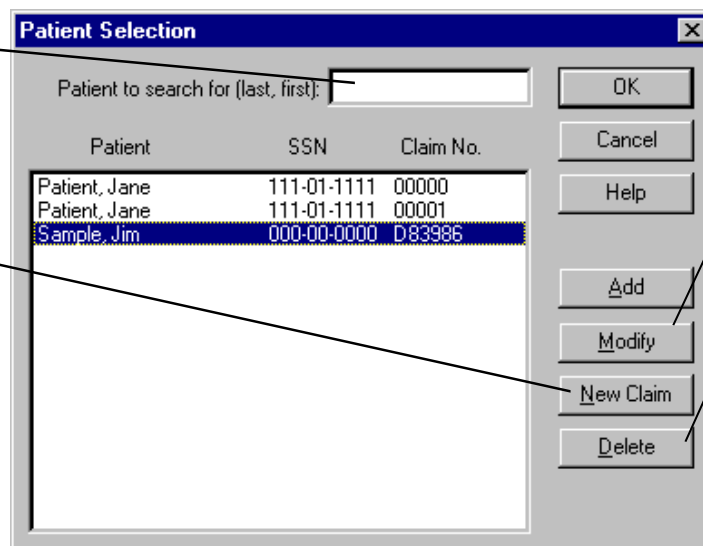 Patient Selection
Patient to search for (last, first):
OK
Patient SSN Claim No.
Cancel
Patient, Jane 111-01-1111 00000
Patient, Jane 111-01-1111 00001
Sample, Jim 000-00-0000 D83986
Help
Add
Modify
New Claim
Delete